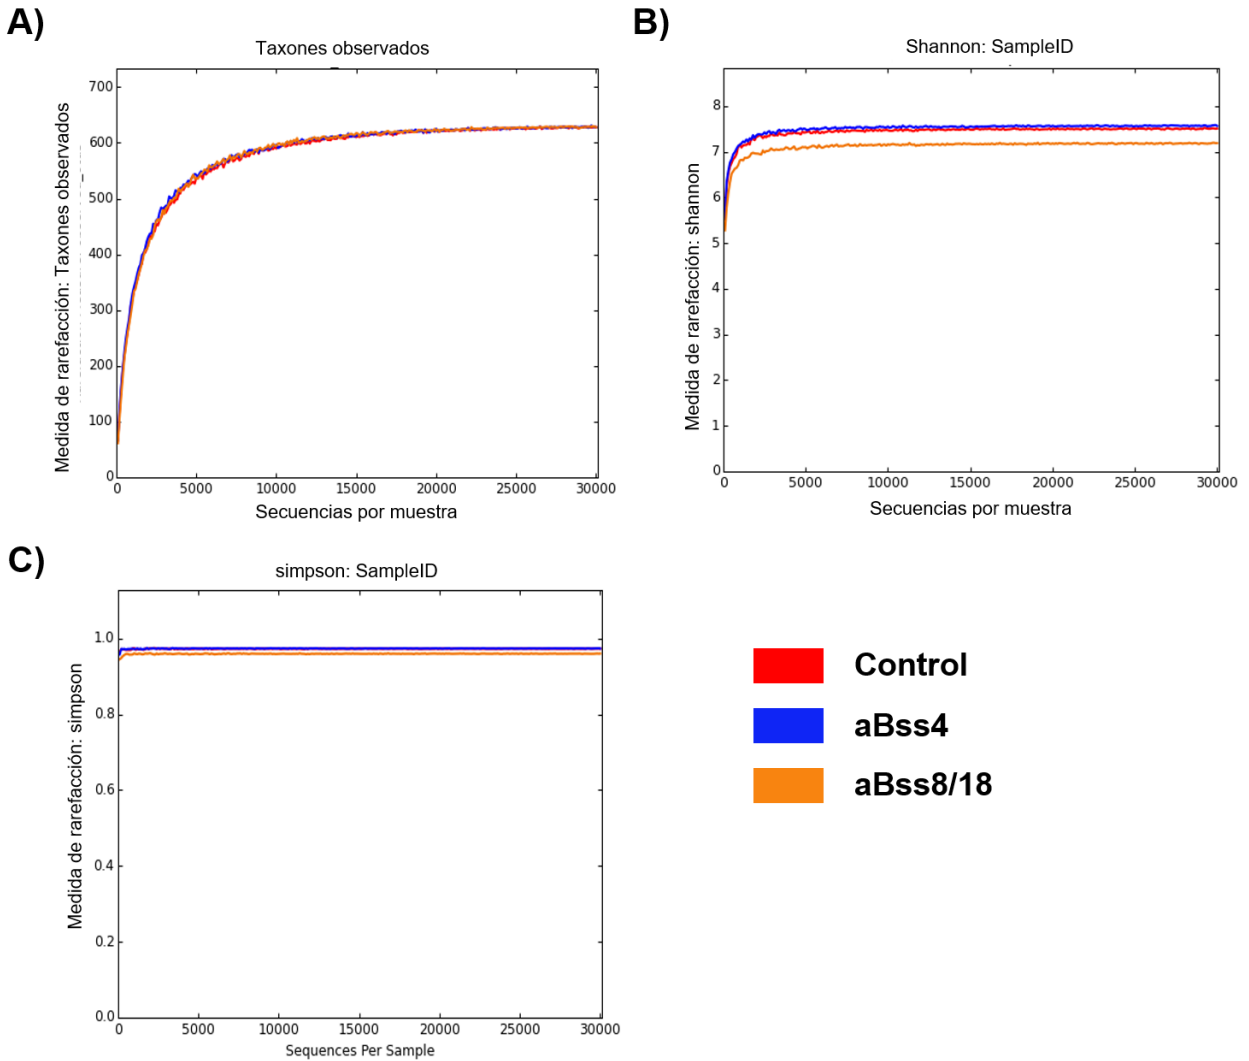 A)
Taxones observados
Medida de rarefacción: Taxones observados
700
600
500
400
300
200
100
0
0 5000 10000 15000 20000 25000 30000
Secuencias por muestra
B)
Shannon: SampleID
Medida de rarefacción: shannon
8
7
6
5
4
3
2
1
0
0 5000 10000 15000 20000 25000 30000
Secuencias por muestra
C)
simpson: SampleID
Medida de rarefacción: simpson
1.0
0.8
0.6
0.4
0.2
0.0
0 5000 10000 15000 20000 25000 30000
Sequences Per Sample
Control
aBss4
aBss8/18